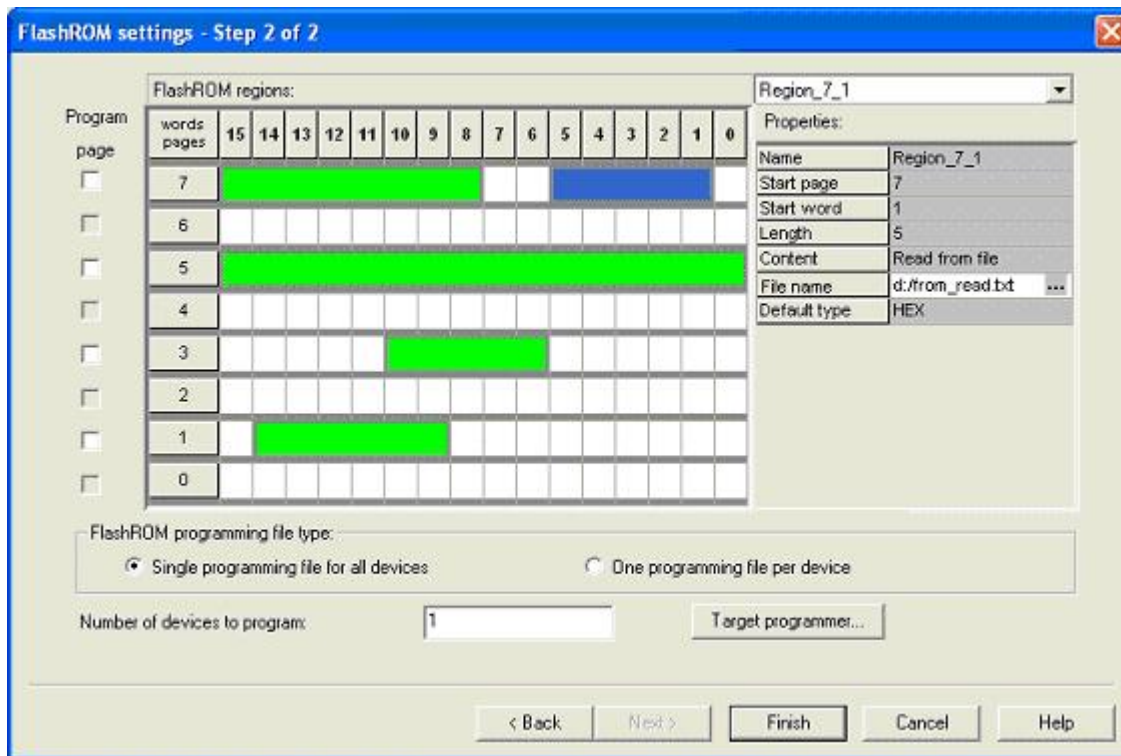 FlashROM settings - Step 2 of 2
FlashROM regions:
Region_7_1
Program page
words pages 15 14 13 12 11 10 9 8 7 6 5 4 3 2 1 0
7
6
5
4
3
2
1
0
Properties:
Name Region_7_1
Start page 7
Start word 1
Length 5
Content Read from file
File name d:/from_read.txt ...
Default type HEX
FlashROM programming file type:
Single programming file for all devices
One programming file per device
Number of devices to program: 1
Target programmer...
< Back
Next >
Finish
Cancel
Help